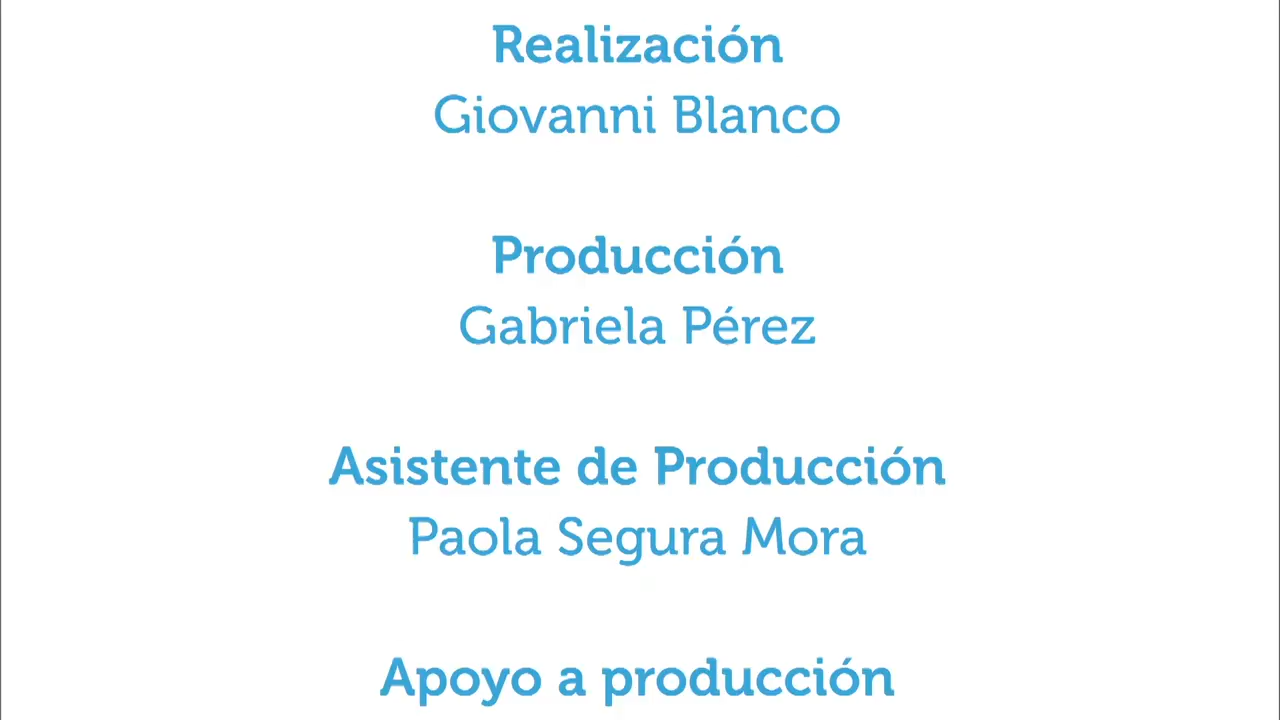 Realización
Giovanni Blanco
Producción
Gabriela Pérez
Asistente de Producción
Paola Segura Mora
Apoyo a producción